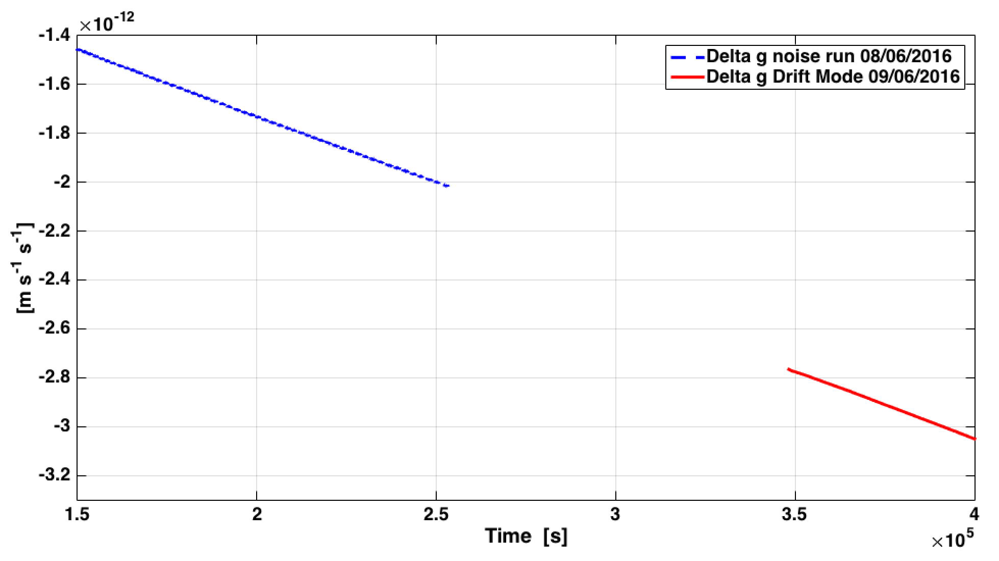 ×10-12
-1.4
-1.6
-1.8
-2
-2.2
-2.4
-2.6
-2.8
-3
-3.2
[m s-1 s-1]
Delta g noise run 08/06/2016
Delta g Drift Mode 09/06/2016
1.5 2 2.5 3 3.5 4
Time [s]
×105